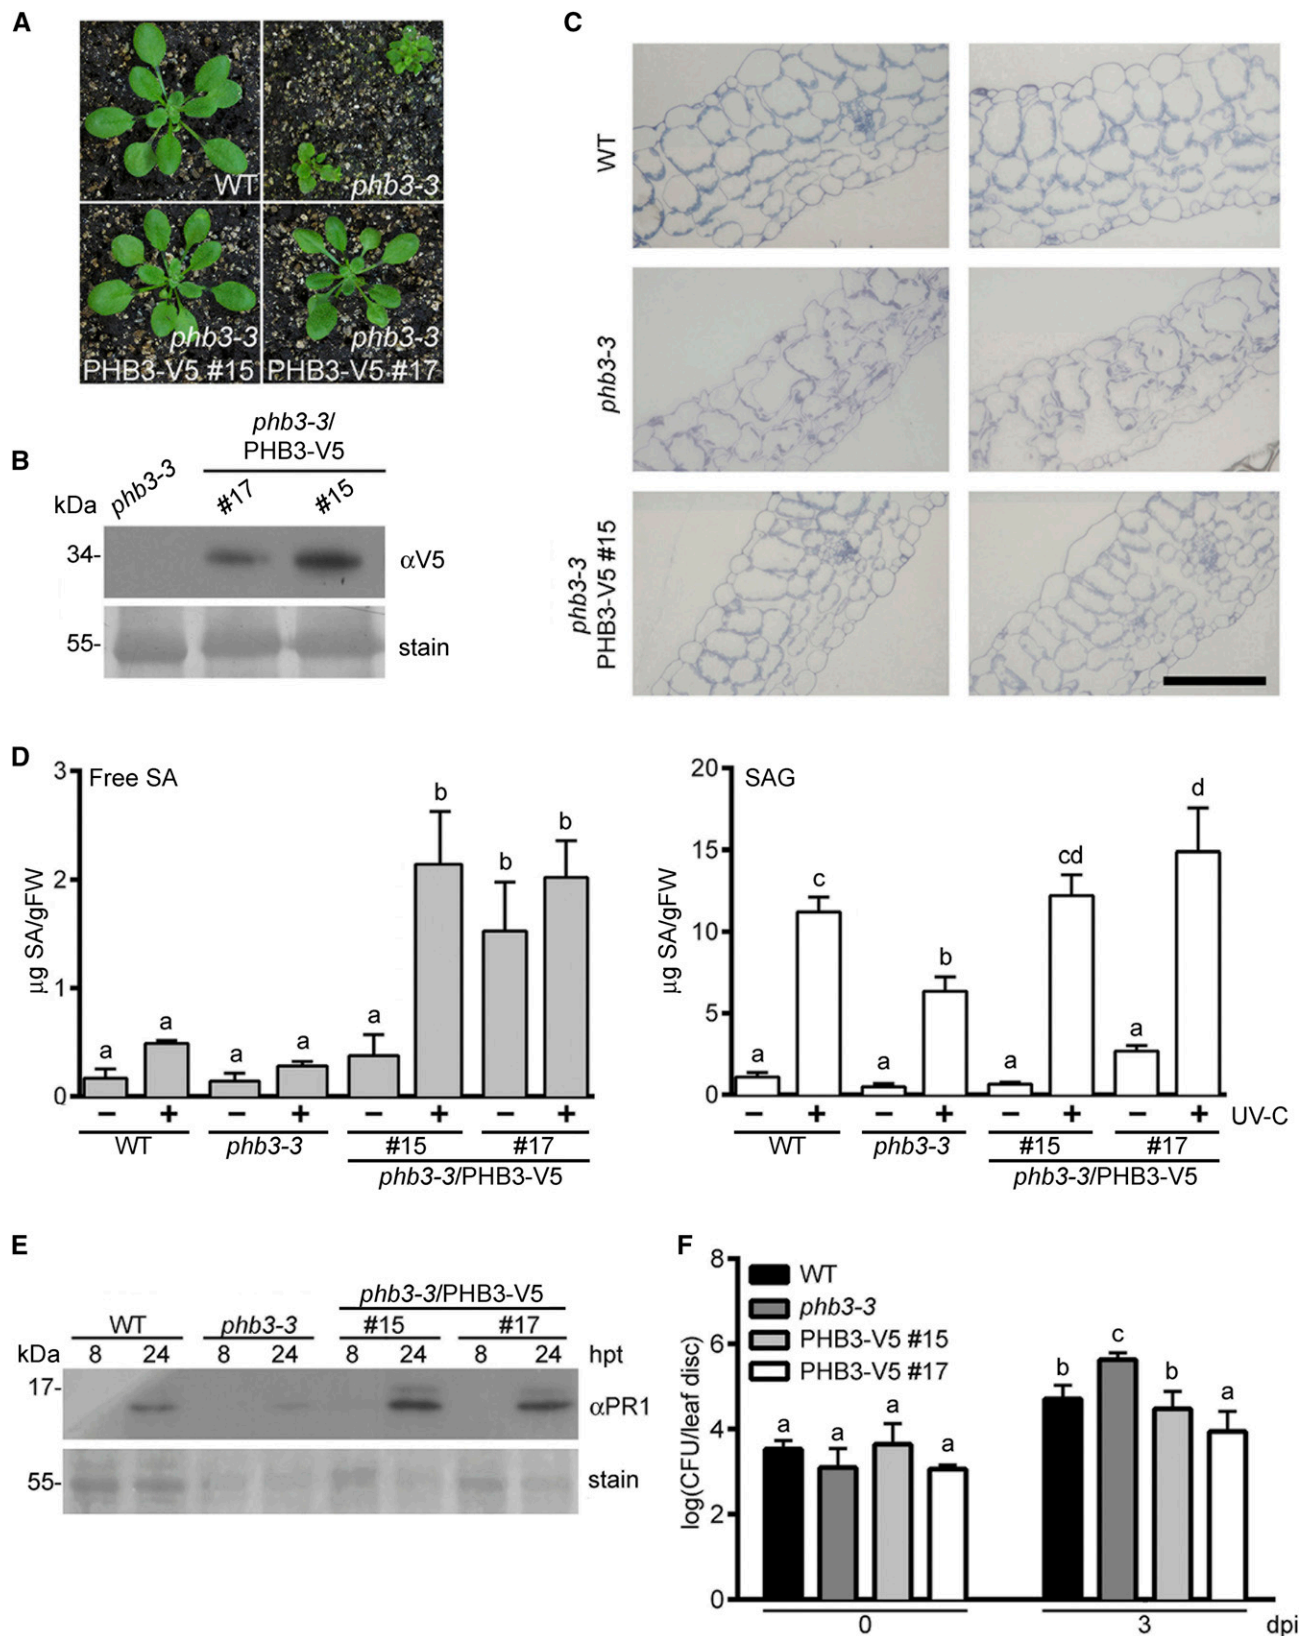 A
WT
phb3-3
phb3-3
PHB3-V5 #15
phb3-3
PHB3-V5 #17
B
kDa
phb3-3
phb3-3/
PHB3-V5
#17
#15
34-
αV5
55-
stain
C
WT
phb3-3
phb3-3
PHB3-V5 #15
D
Free SA
µg SA/gFW
3
2
1
0
a
a
a
a
a
b
b
b
− + − + − + − +
WT
phb3-3
#15
#17
phb3-3/PHB3-V5
SAG
µg SA/gFW
20
15
10
5
0
a
c
a
b
a
cd
a
d
− + − + − + − + UV-C
WT
phb3-3
#15
#17
phb3-3/PHB3-V5
E
phb3-3/PHB3-V5
WT phb3-3 #15 #17
kDa 8 24 8 24 8 24 8 24 hpt
17-
αPR1
55-
stain
F
log(CFU/leaf disc)
8
6
4
2
0
WT
phb3-3
PHB3-V5 #15
PHB3-V5 #17
a
a
a
a
b
c
b
a
0 3 dpi